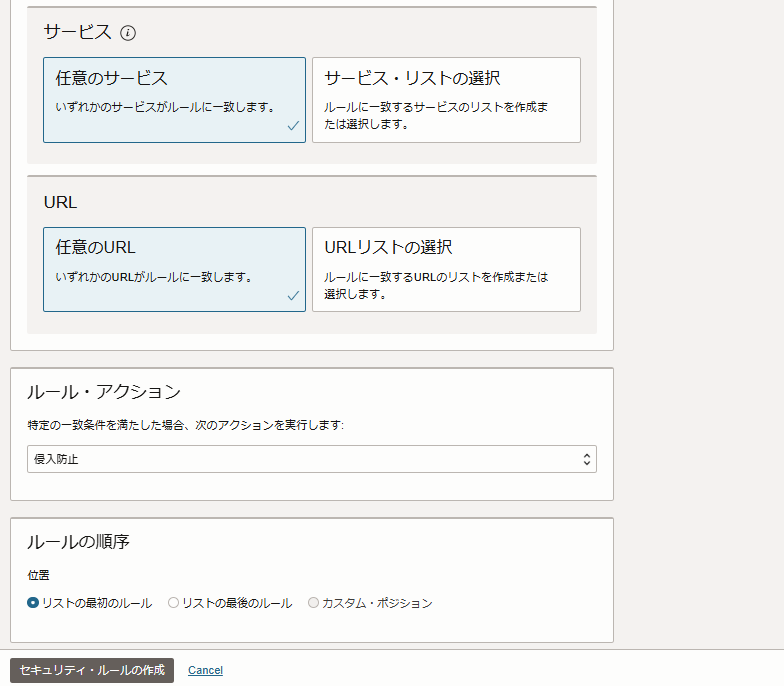 サービス
任意のサービス
いずれかのサービスがルールに一致します。
サービス・リストの選択
ルールに一致するサービスのリストを作成ま
たは選択します。
URL
任意のURL
いずれかのURLがルールに一致します。
URLリストの選択
ルールに一致するURLのリストを作成または
選択します。
ルール・アクション
特定の一致条件を満たした場合、次のアクションを実行します:
侵入防止
ルールの順序
位置
リストの最初のルール リストの最後のルール カスタム・ポジション
セキュリティ・ルールの作成 Cancel